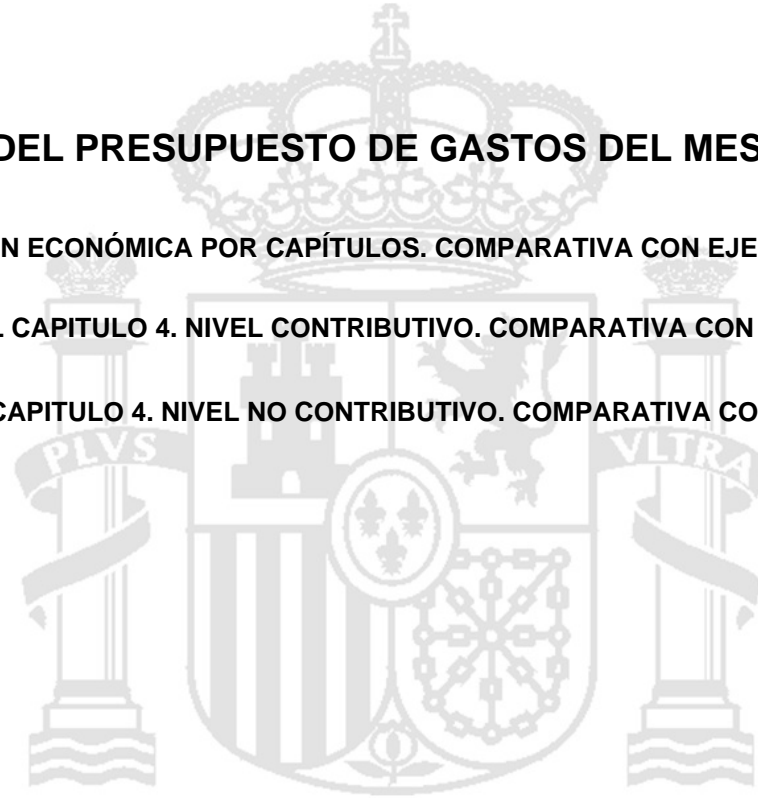 DEL PRESUPUESTO DE GASTOS DEL MES
N ECONÓMICA POR CAPÍTULOS. COMPARATIVA CON EJE
CAPITULO 4. NIVEL CONTRIBUTIVO. COMPARATIVA CON
CAPITULO 4. NIVEL NO CONTRIBUTIVO. COMPARATIVA CO
PLVS
VLTRA